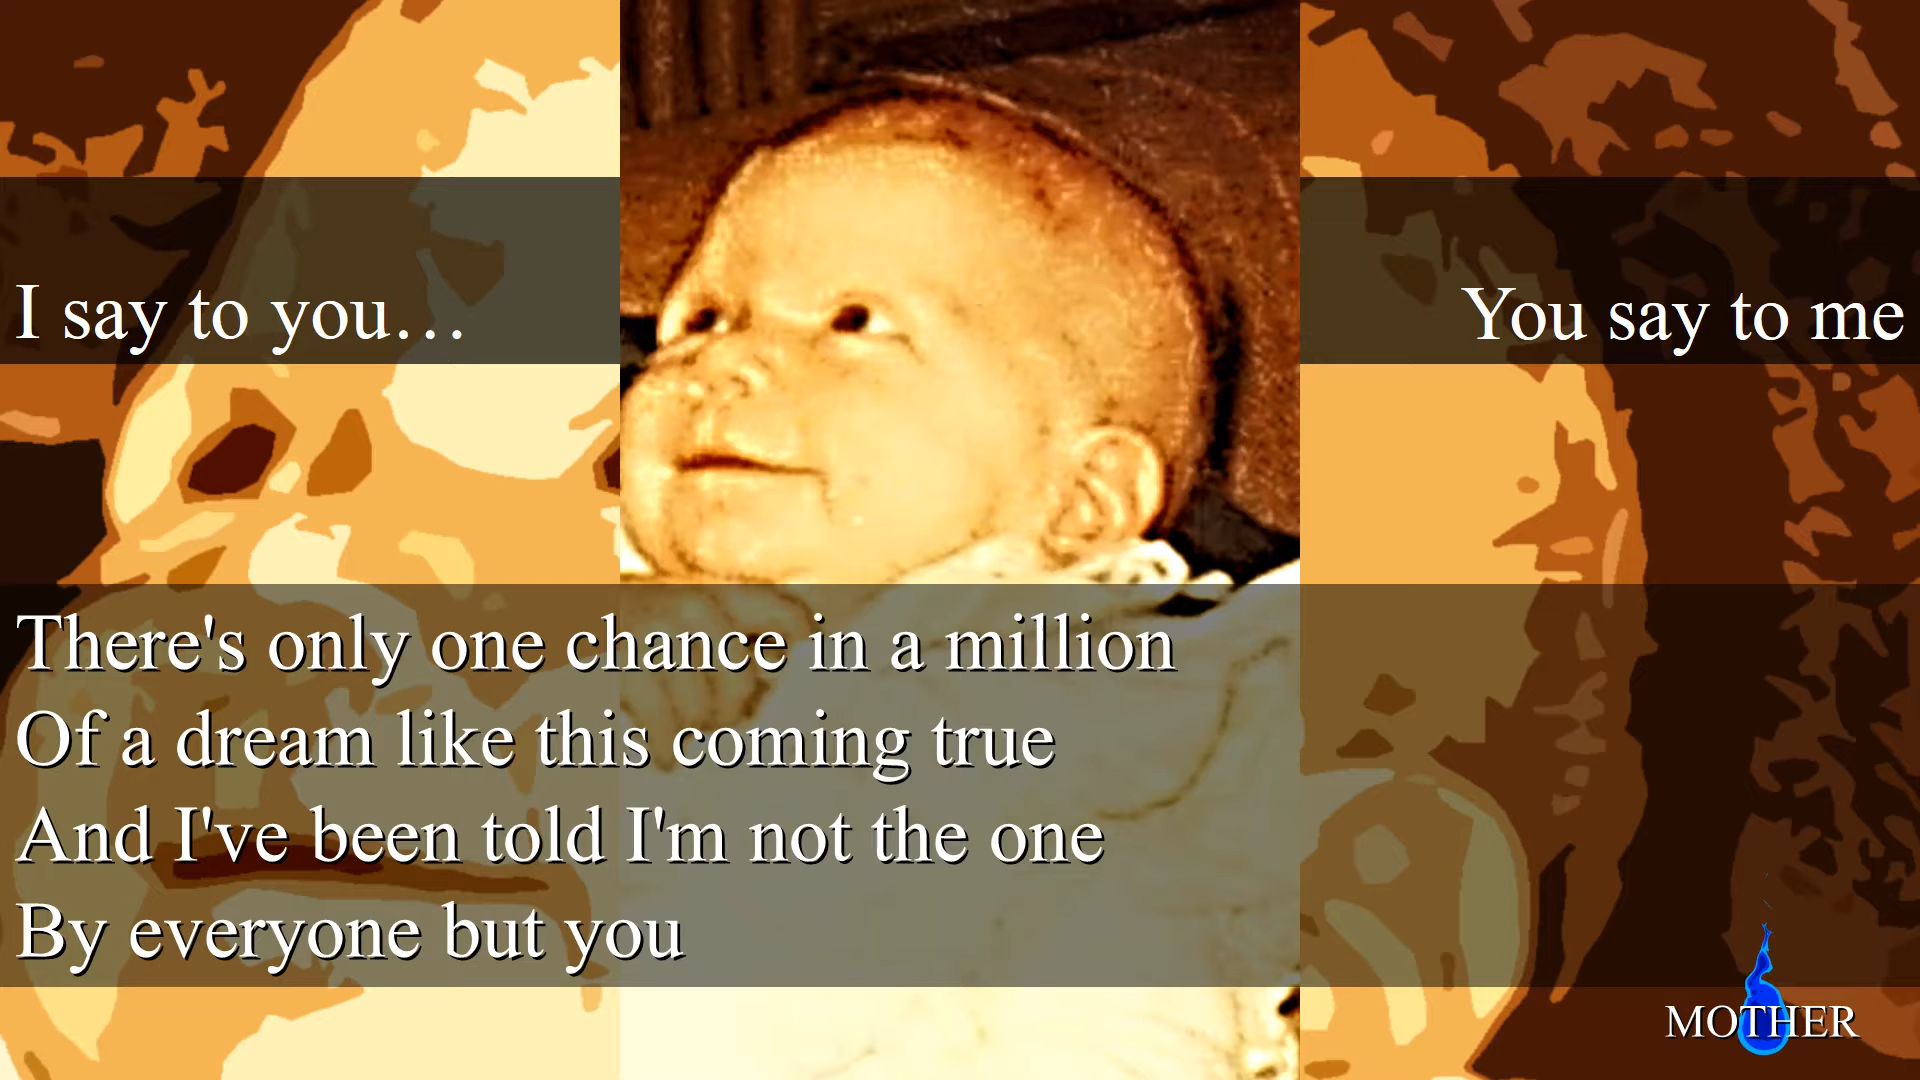 I say to you…
You say to me
There's only one chance in a million
Of a dream like this coming true
And I've been told I'm not the one
By everyone but you
MOTHER